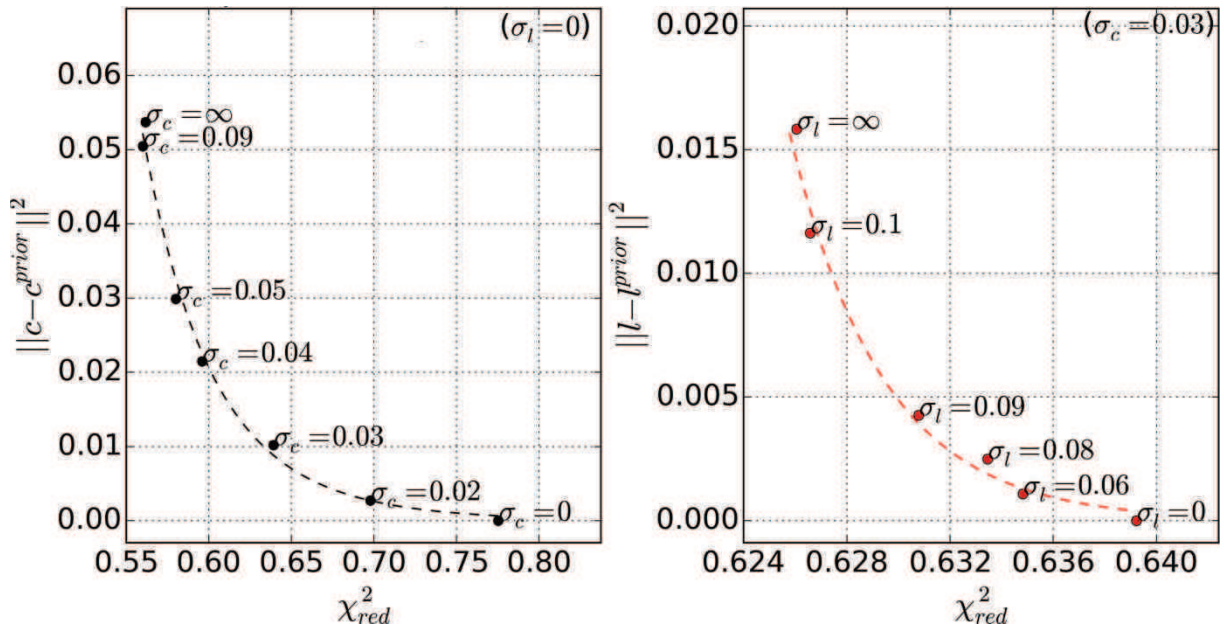 (σ_l=0)
0.06
σ_c=∞
σ_c=0.09
0.05
0.04
σ_c=0.05
0.03
σ_c=0.04
0.02
σ_c=0.03
0.01
σ_c=0.02
σ_c=0
0.00
0.55 0.60 0.65 0.70 0.75 0.80
||c−c^{prior}||^2
χ^2_{red}
(σ_c=0.03)
0.020
σ_l=∞
0.015
σ_l=0.1
0.010
0.005
σ_l=0.09
σ_l=0.08
σ_l=0.06
σ_l=0
0.000
0.624 0.628 0.632 0.636 0.640
||l−l^{prior}||^2
χ^2_{red}